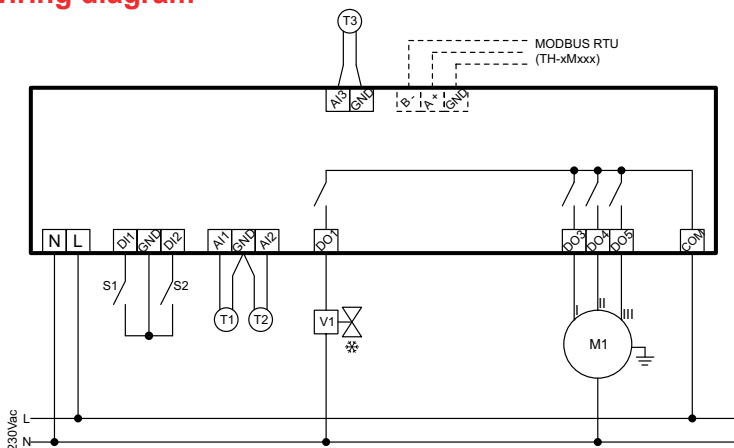 T3
MODBUS RTU
(TH-xMxxx)
AI3 GND B - A + GND
N L DI1 GND DI2 AI1 GND AI2 DO1 DO3 DO4 DO5 COM
S1 S2
I II III
T1 T2 V1 M1
230Vac
L
N